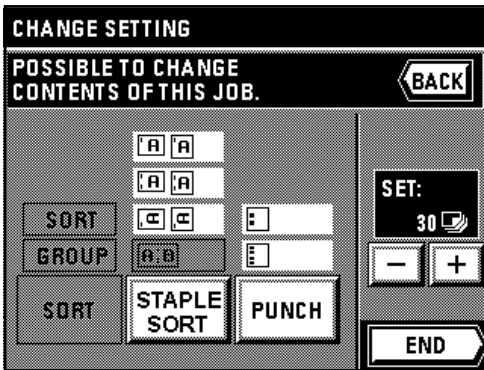 CHANGE SETTING
POSSIBLE TO CHANGE
CONTENTS OF THIS JOB.
BACK
A A
A A
SORT A A
GROUP A B
SORT
STAPLE
SORT
PUNCH
SET:
30
− +
END